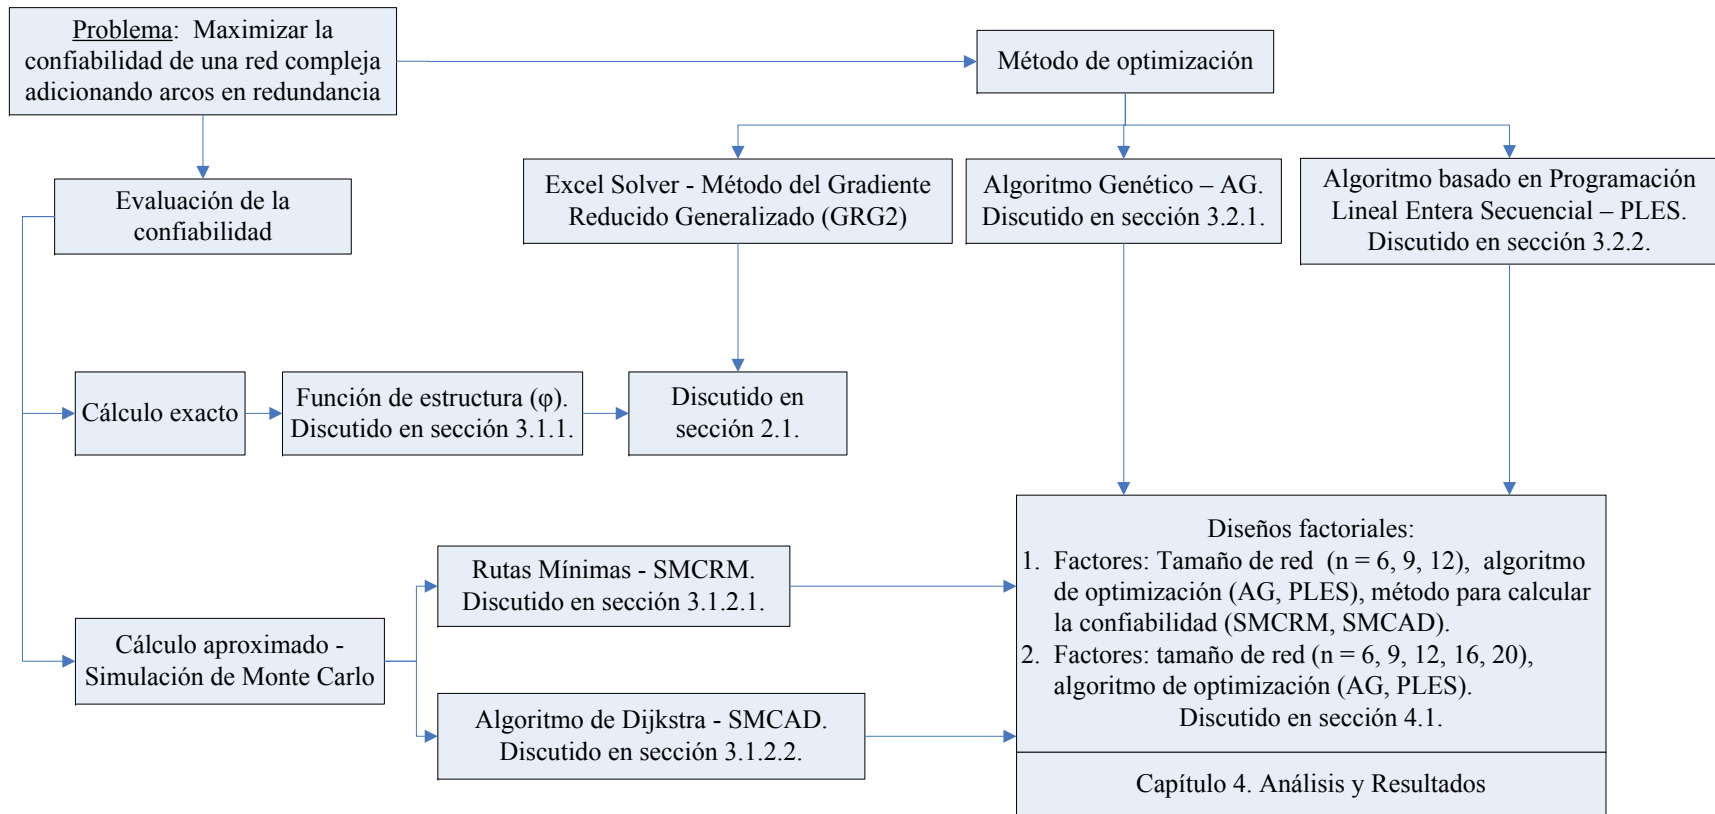 Problema: Maximizar la
confiabilidad de una red compleja
adicionando arcos en redundancia
Método de optimización
Evaluación de la
confiabilidad
Excel Solver - Método del Gradiente
Reducido Generalizado (GRG2)
Algoritmo Genético – AG.
Discutido en sección 3.2.1.
Algoritmo basado en Programación
Lineal Entera Secuencial – PLES.
Discutido en sección 3.2.2.
Cálculo exacto
Función de estructura (φ).
Discutido en sección 3.1.1.
Discutido en
sección 2.1.
Cálculo aproximado -
Simulación de Monte Carlo
Rutas Mínimas - SMCRM.
Discutido en sección 3.1.2.1.
Algoritmo de Dijkstra - SMCAD.
Discutido en sección 3.1.2.2.
Diseños factoriales:
1. Factores: Tamaño de red (n = 6, 9, 12), algoritmo
de optimización (AG, PLES), método para calcular
la confiabilidad (SMCRM, SMCAD).
2. Factores: tamaño de red (n = 6, 9, 12, 16, 20),
algoritmo de optimización (AG, PLES).
Discutido en sección 4.1.
Capítulo 4. Análisis y Resultados